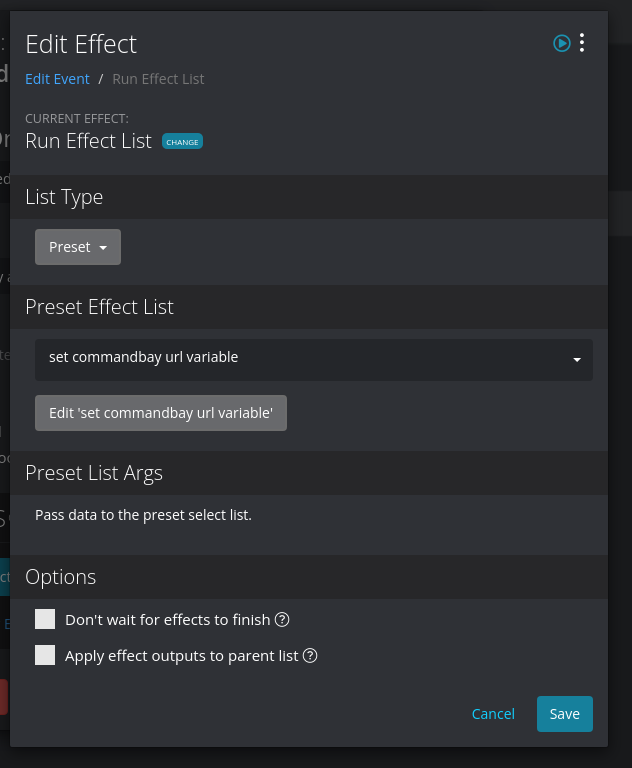 Edit Effect
Edit Event / Run Effect List
CURRENT EFFECT:
Run Effect List CHANGE
List Type
Preset
Preset Effect List
set commandbay url variable
Edit 'set commandbay url variable'
Preset List Args
Pass data to the preset select list.
Options
Don't wait for effects to finish
Apply effect outputs to parent list
Cancel Save